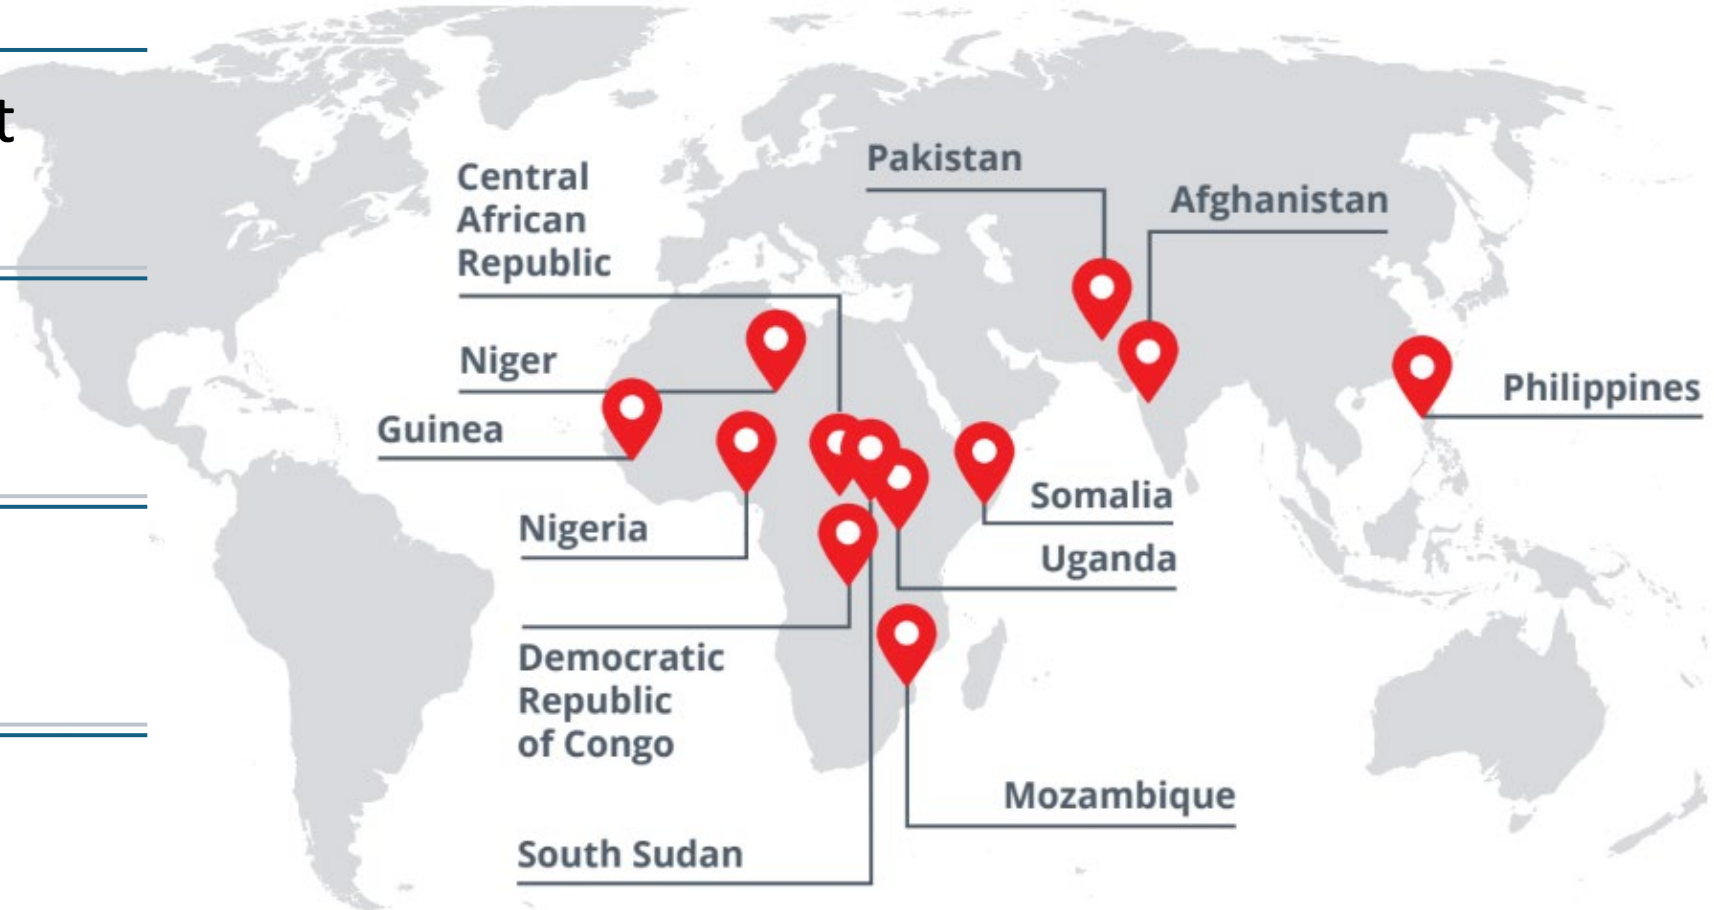 t
Central
African
Republic
Pakistan
Afghanistan
Niger
Guinea
Philippines
Nigeria
Somalia
Uganda
Democratic
Republic
of Congo
Mozambique
South Sudan